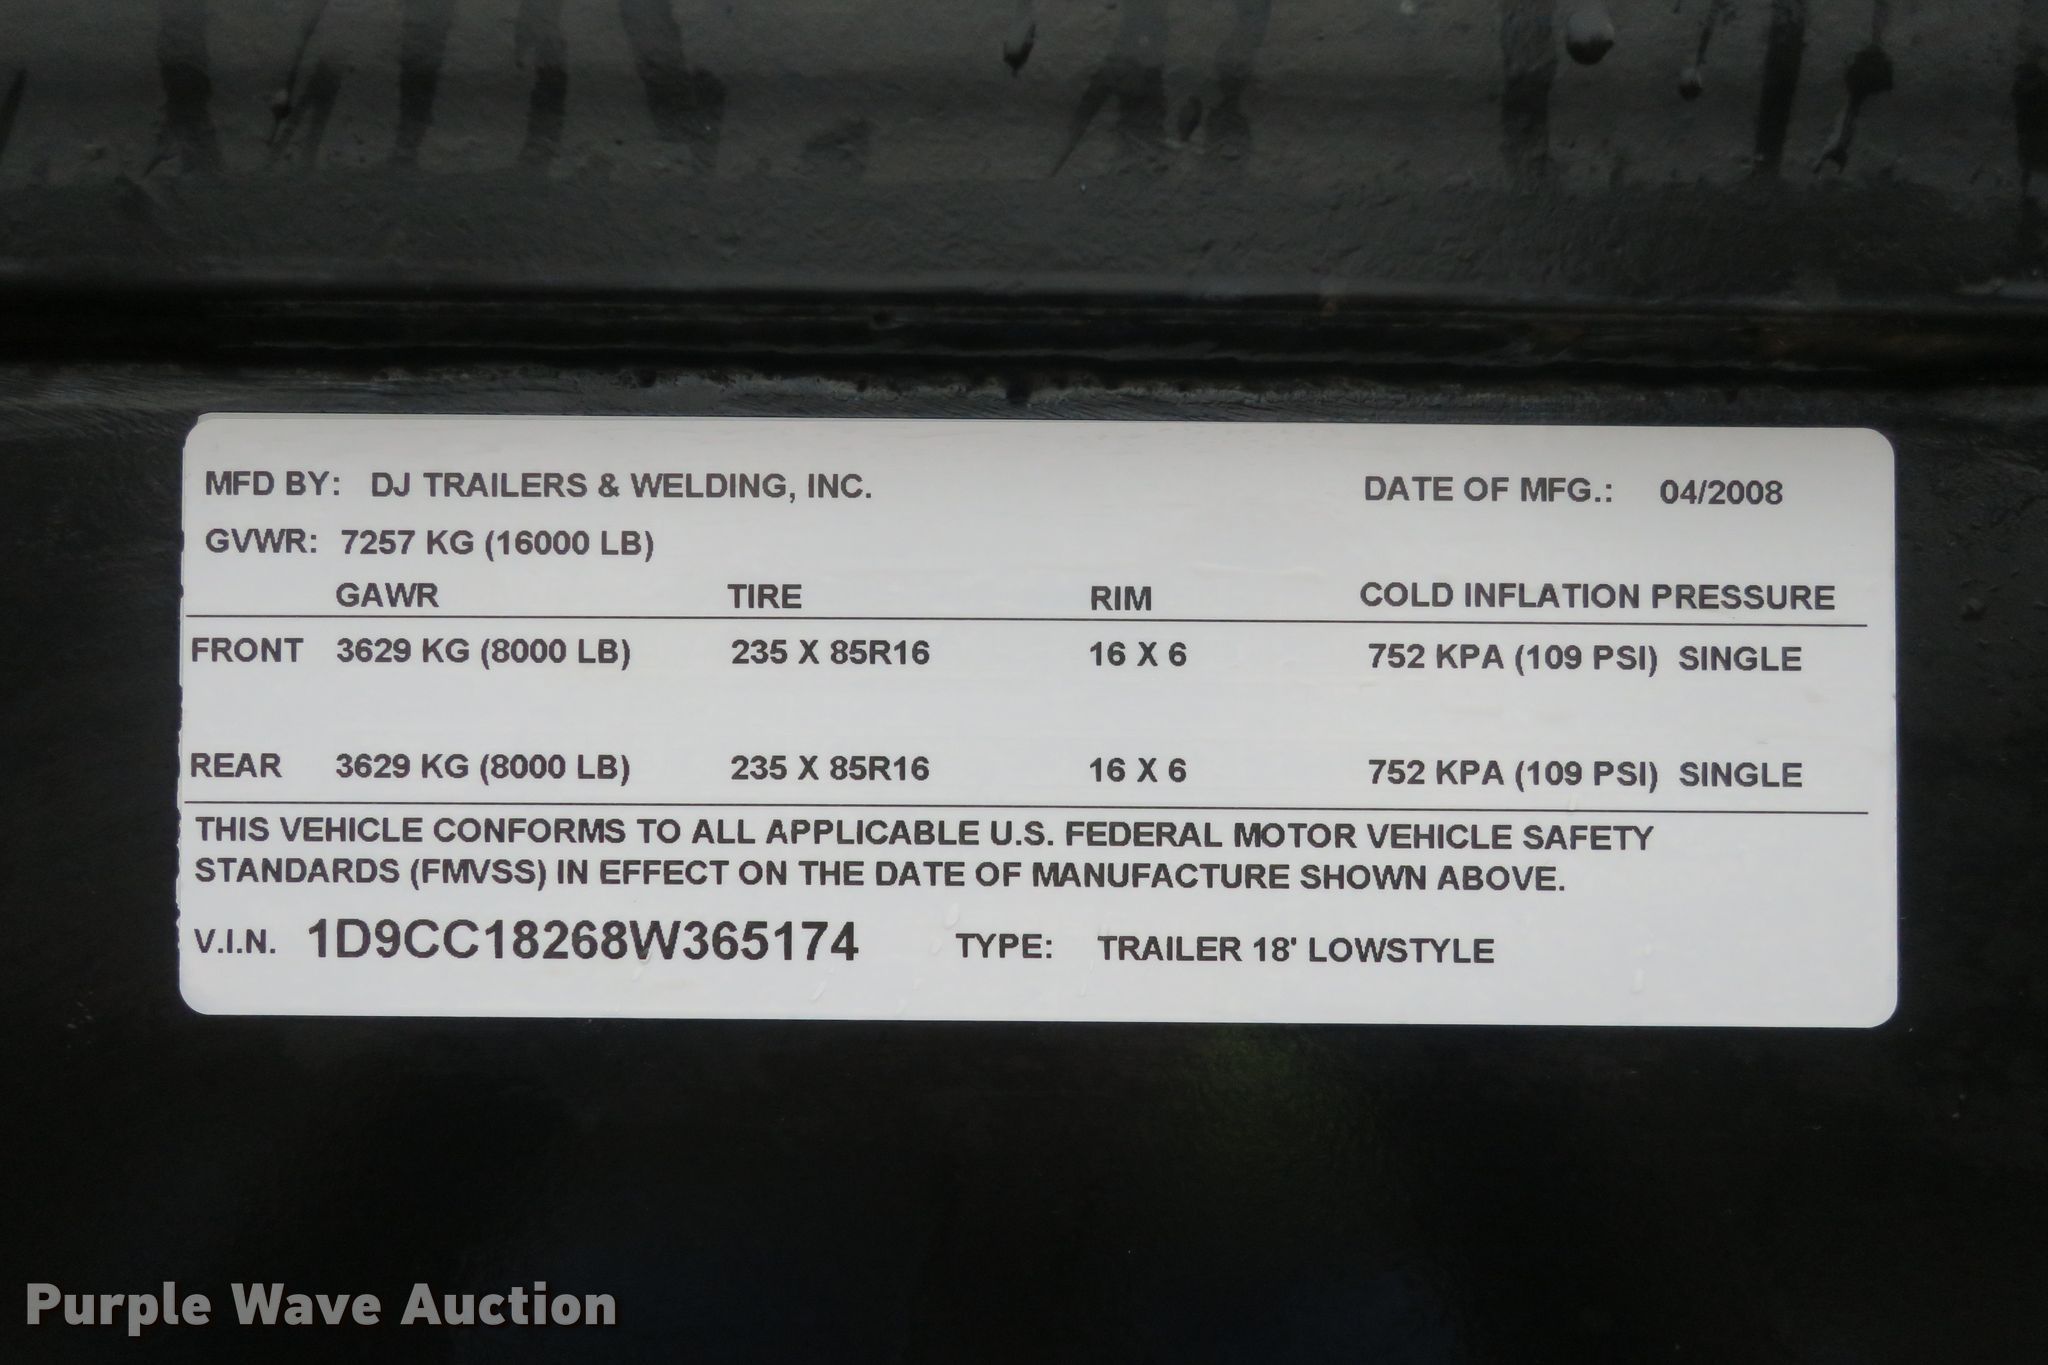 MFD BY: DJ TRAILERS & WELDING, INC. DATE OF MFG.: 04/2008
GVWR: 7257 KG (16000 LB)
GAWR TIRE RIM COLD INFLATION PRESSURE
FRONT 3629 KG (8000 LB) 235 X 85R16 16 X 6 752 KPA (109 PSI) SINGLE
REAR 3629 KG (8000 LB) 235 X 85R16 16 X 6 752 KPA (109 PSI) SINGLE
THIS VEHICLE CONFORMS TO ALL APPLICABLE U.S. FEDERAL MOTOR VEHICLE SAFETY
STANDARDS (FMVSS) IN EFFECT ON THE DATE OF MANUFACTURE SHOWN ABOVE.
V.I.N. 1D9CC18268W365174 TYPE: TRAILER 18' LOWSTYLE
Purple Wave Auction